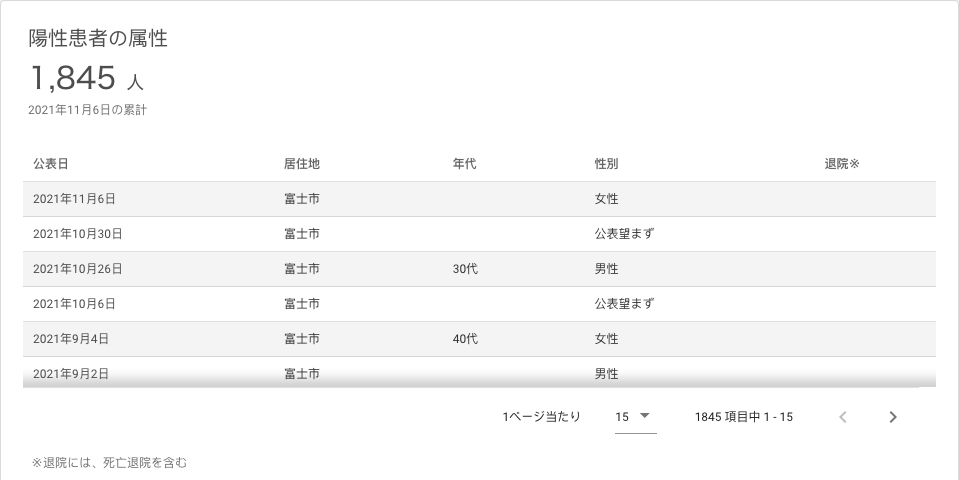 陽性患者の属性
1,845 人
2021年11月6日の累計
公表日 居住地 年代 性別 退院※
2021年11月6日 富士市 女性
2021年10月30日 富士市 公表望まず
2021年10月26日 富士市 30代 男性
2021年10月6日 富士市 公表望まず
2021年9月4日 富士市 40代 女性
2021年9月2日 富士市 男性
1ページ当たり 15 1845 項目中 1 - 15
※退院には、死亡退院を含む